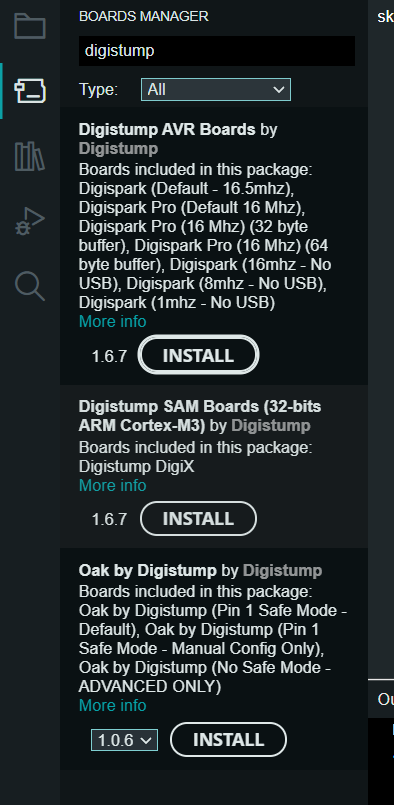 BOARDS MANAGER
sk
digistump
Type: All
Digistump AVR Boards by
Digistump
Boards included in this package:
Digispark (Default - 16.5mhz),
Digispark Pro (Default 16 Mhz),
Digispark Pro (16 Mhz) (32 byte
buffer), Digispark Pro (16 Mhz) (64
byte buffer), Digispark (16mhz - No
USB), Digispark (8mhz - No USB),
Digispark (1mhz - No USB)
More info
1.6.7 INSTALL
Digistump SAM Boards (32-bits
ARM Cortex-M3) by Digistump
Boards included in this package:
Digistump DigiX
More info
1.6.7 INSTALL
Oak by Digistump by Digistump
Boards included in this package:
Oak by Digistump (Pin 1 Safe Mode -
Default), Oak by Digistump (Pin 1
Safe Mode - Manual Config Only),
Oak by Digistump (No Safe Mode -
ADVANCED ONLY)
More info
Ou
1.0.6 INSTALL